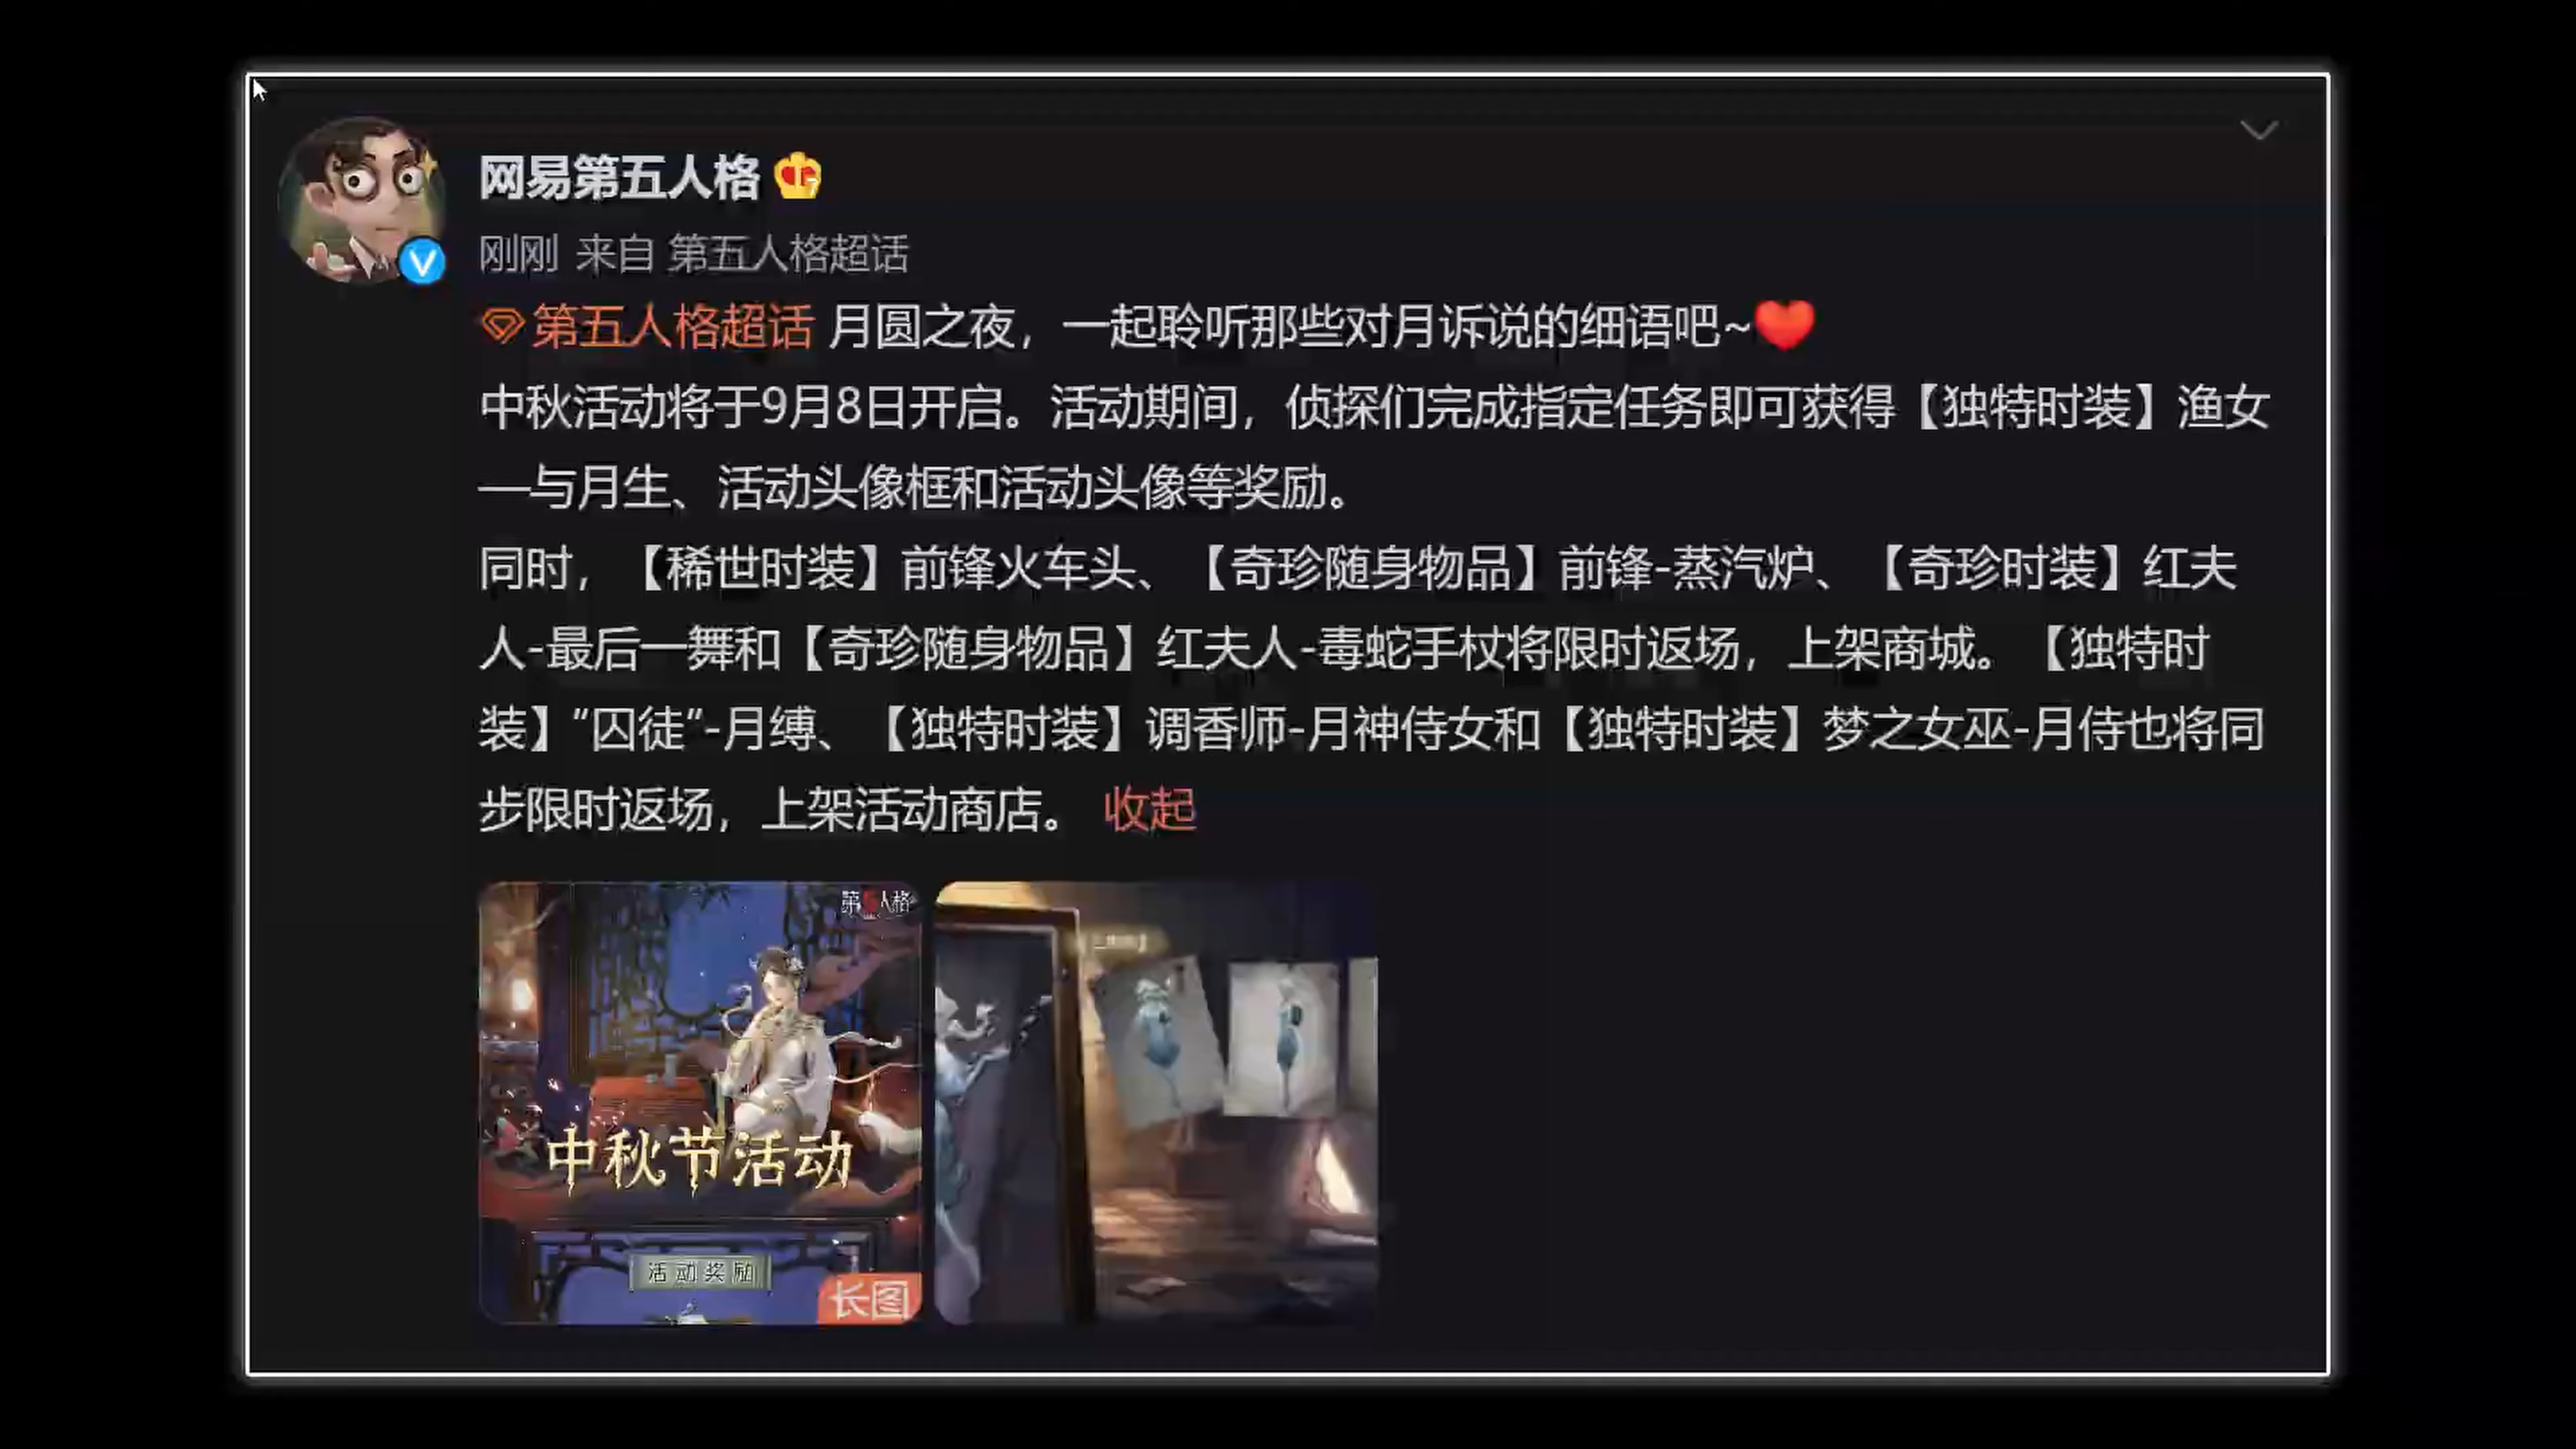 网易第五人格
刚刚 来自 第五人格超话
第五人格超话 月圆之夜，一起聆听那些对月诉说的细语吧~
中秋活动将于9月8日开启。活动期间，侦探们完成指定任务即可获得【独特时装】渔女
—与月生、活动头像框和活动头像等奖励。
同时，【稀世时装】前锋火车头、【奇珍随身物品】前锋-蒸汽炉、【奇珍时装】红夫
人-最后一舞和【奇珍随身物品】红夫人-毒蛇手杖将限时返场，上架商城。【独特时
装】“囚徒“-月缚、【独特时装】调香师-月神侍女和【独特时装】梦之女巫-月侍也将同
步限时返场，上架活动商店。 收起
第5人格
中秋节活动
活动奖励
长图